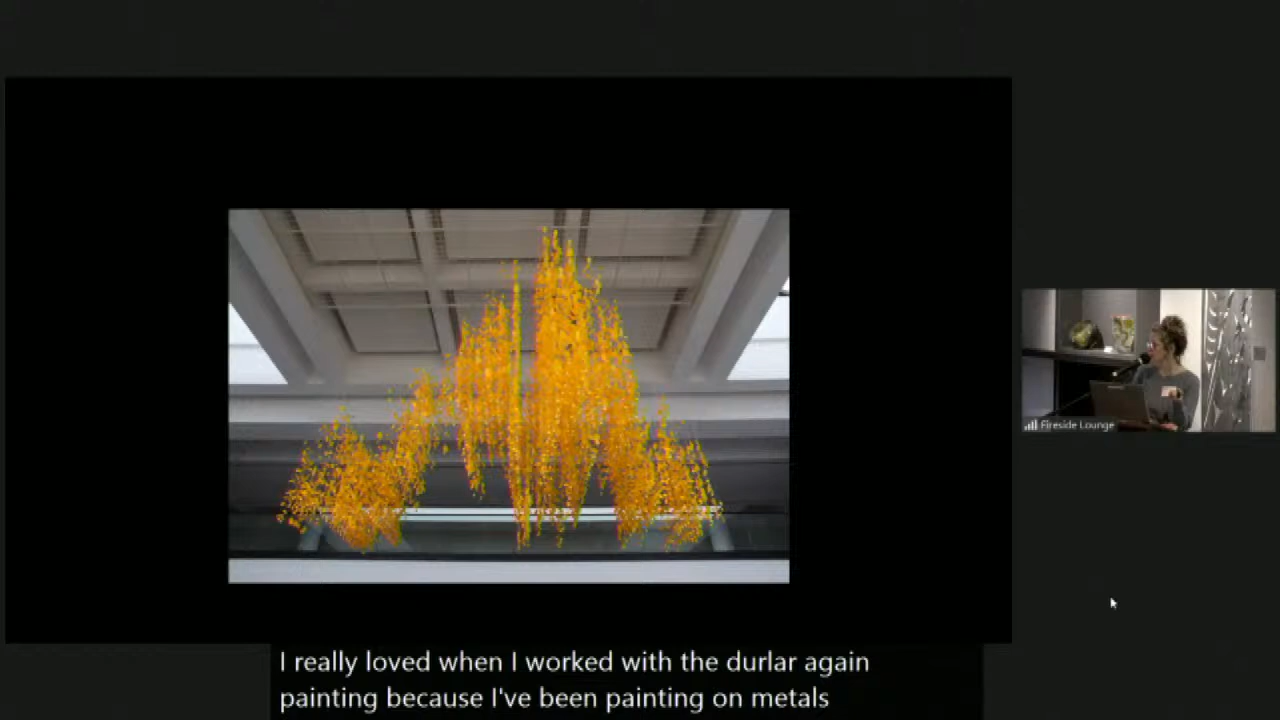 Fireside Lounge
I really loved when I worked with the durlar again
painting because I've been painting on metals